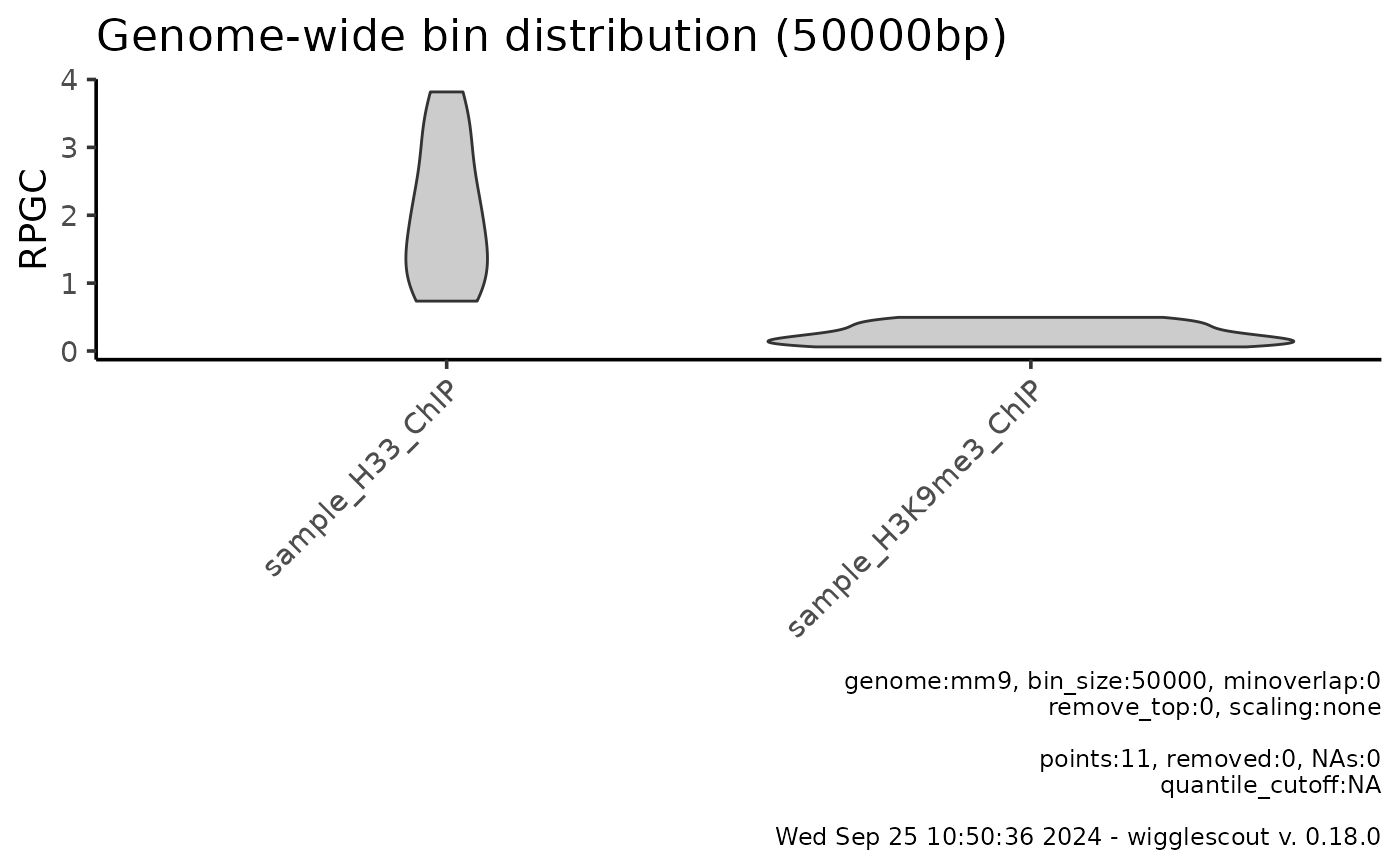 Genome-wide bin distribution (50000bp)
RPGC
4
3
2
1
0
sample_H33_ChIP
sample_H3K9me3_ChIP
genome:mm9, bin_size:50000, minoverlap:0
remove_top:0, scaling:none
points:11, removed:0, NAs:0
quantile_cutoff:NA
Wed Sep 25 10:50:36 2024 - wigglescout v. 0.18.0